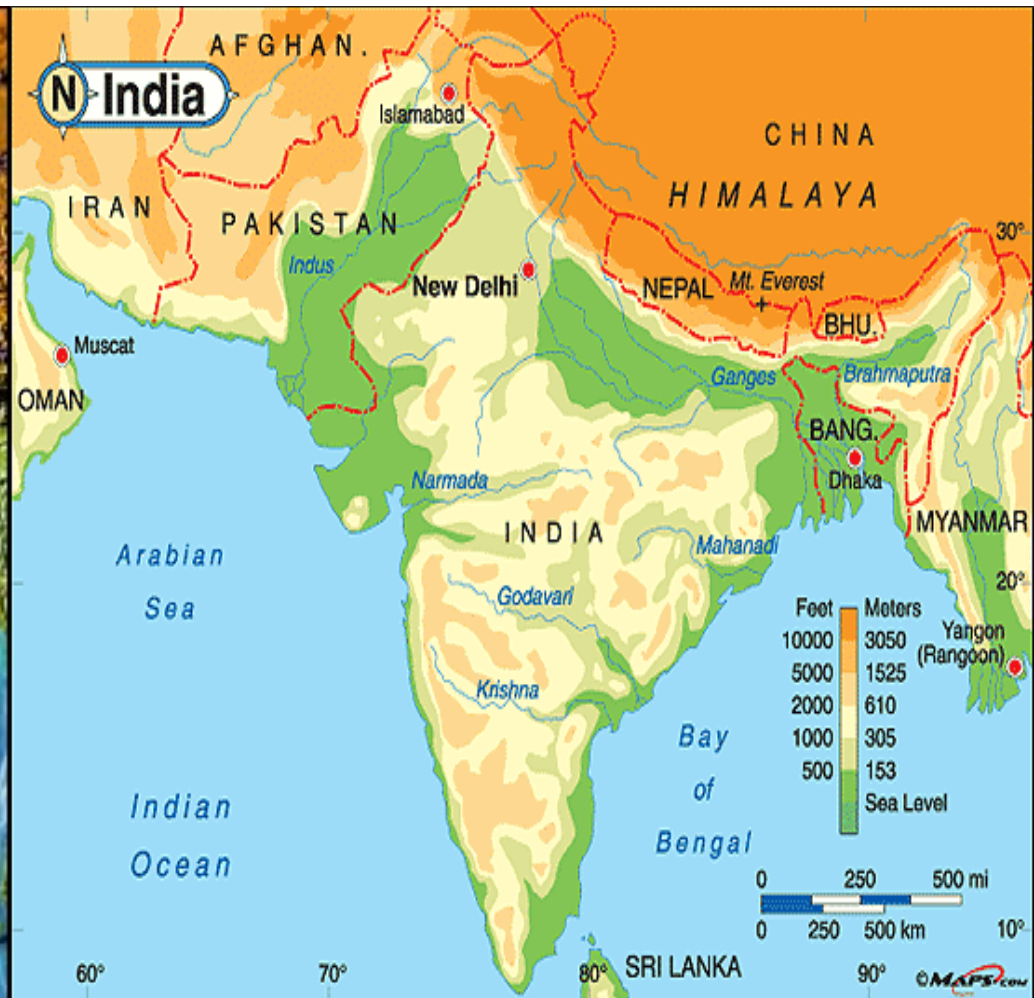 AFGHAN.
N India
Islamabad
CHINA
HIMALAYA
IRAN
PAKISTAN
30°
Indus
New Delhi
NEPAL
Mt. Everest
BHU.
Muscat
OMAN
Ganges
Brahmaputra
BANG.
Dhaka
Narmada
INDIA
MYANMAR
Mahanadi
Arabian
Sea
20°
Godavari
Feet Meters
10000 3050
5000 1525
2000 610
1000 305
500 153
Sea Level
Yangon
(Rangoon)
Krishna
Bay
of
Bengal
Indian
Ocean
0 250 500 mi
0 250 500 km
10°
60° 70° 80° 90°
SRI LANKA
©MAPS.COM